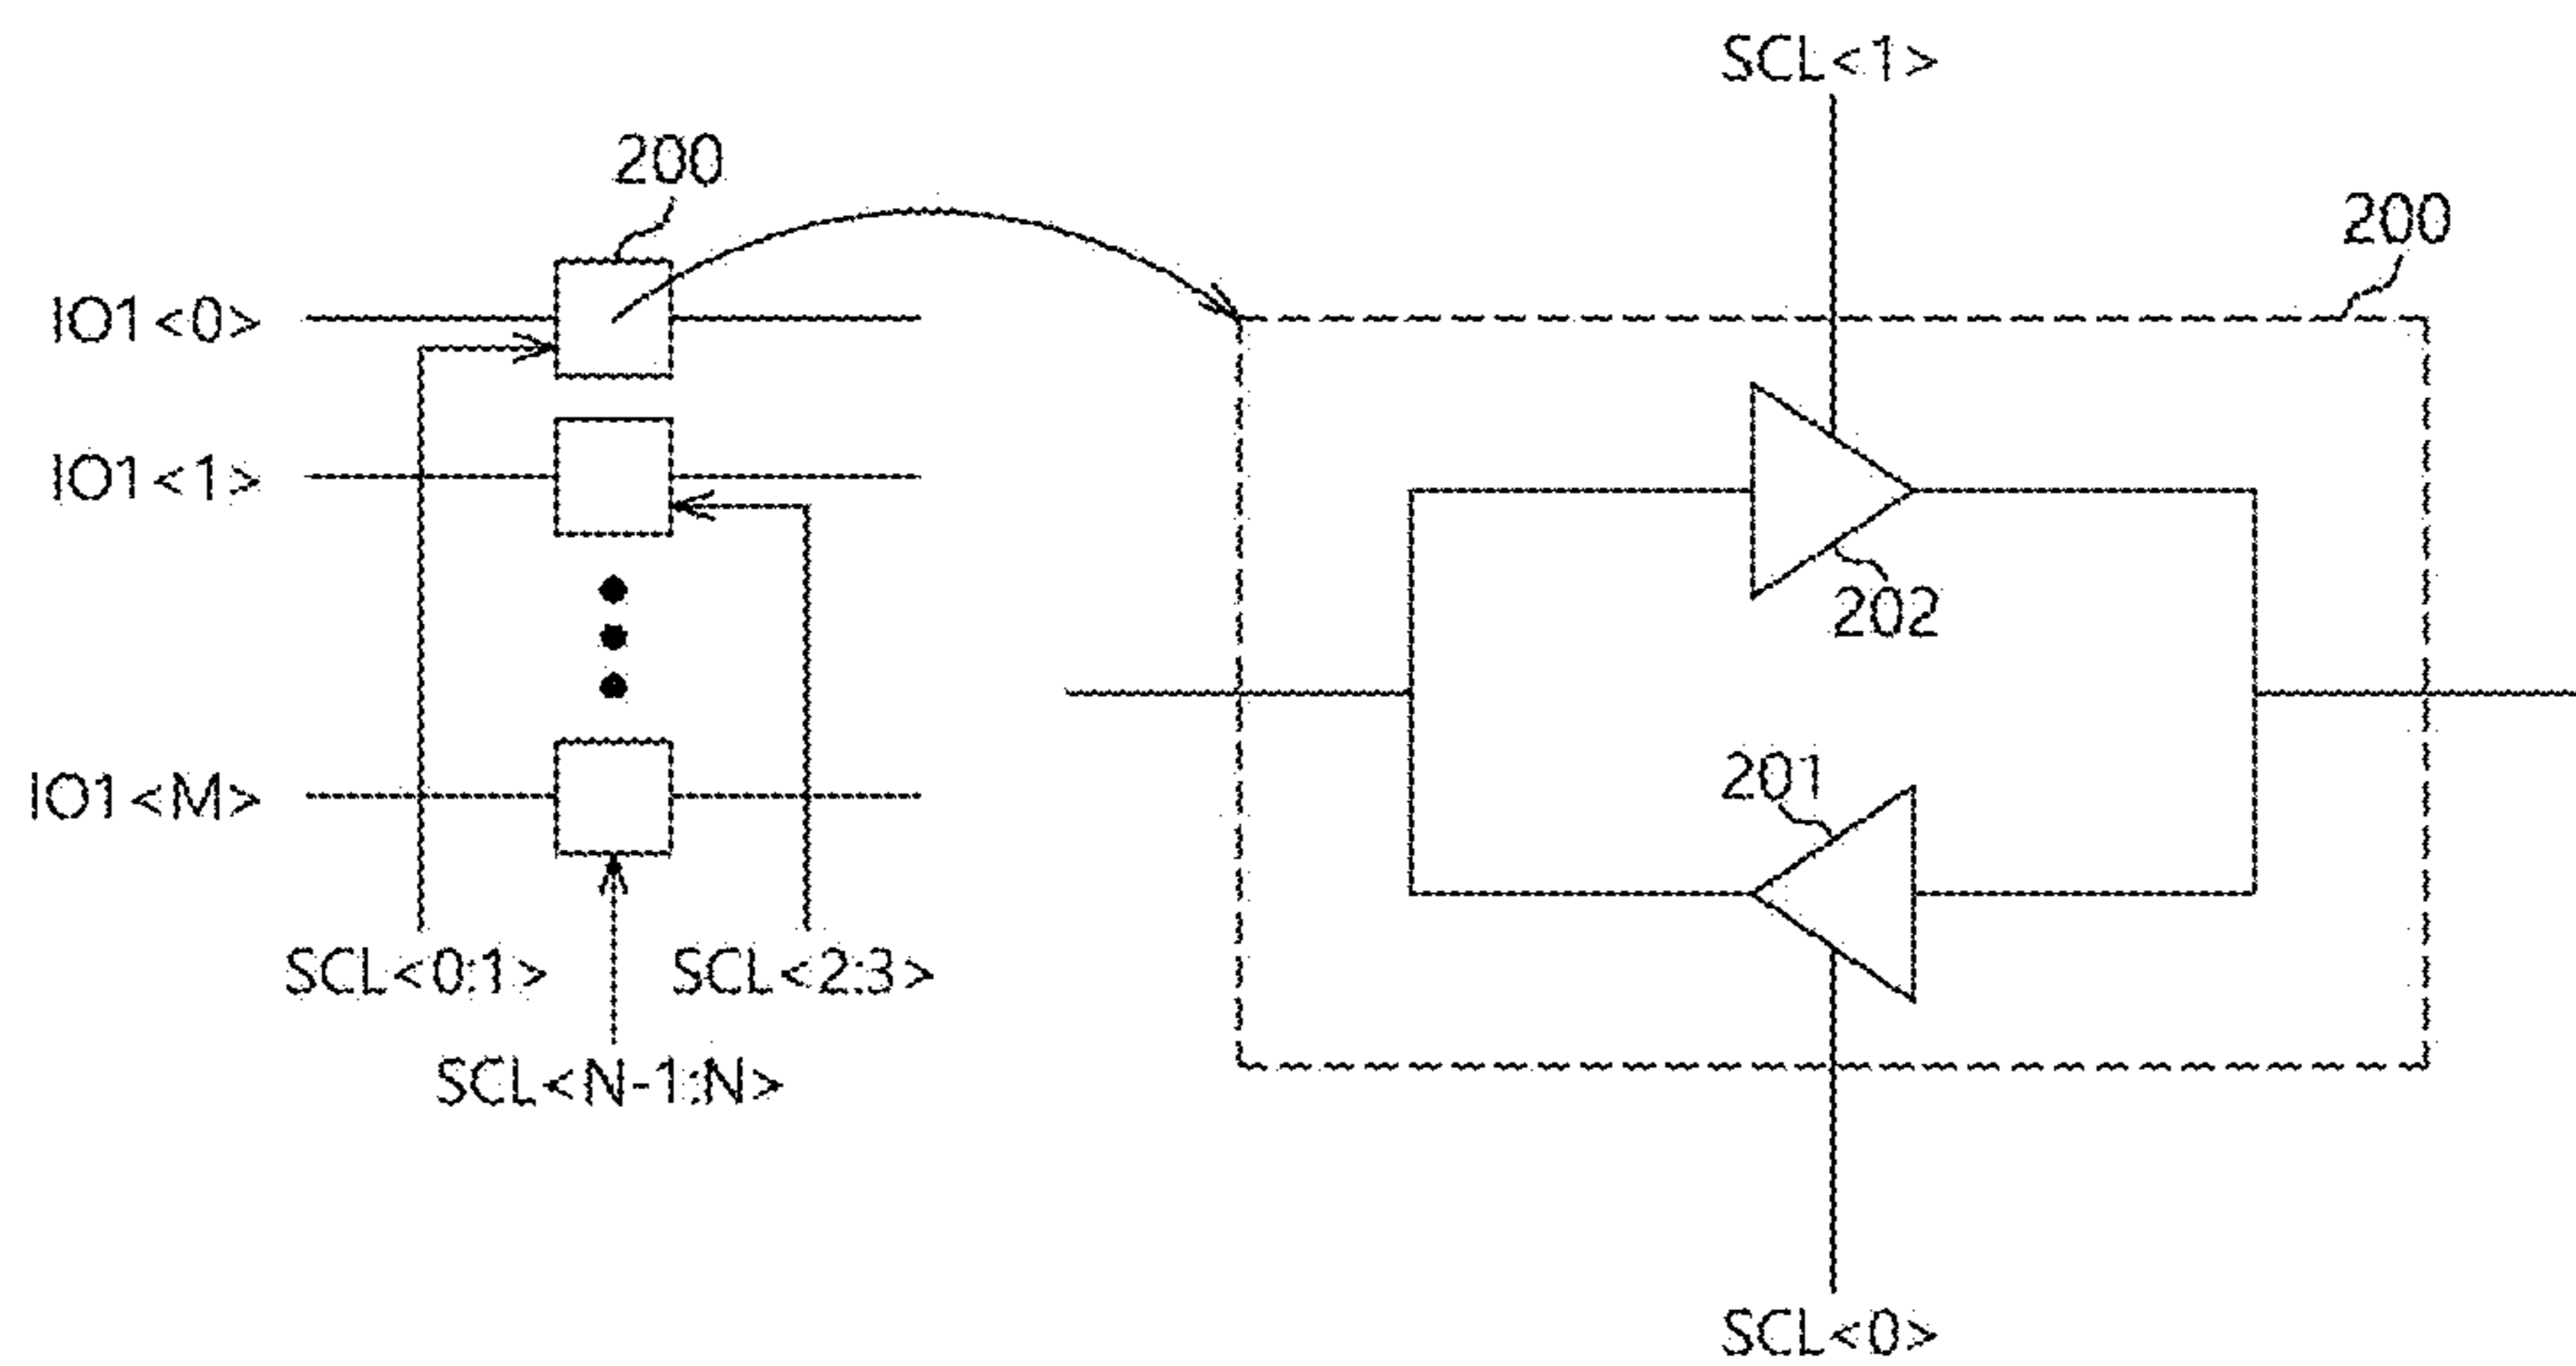 SCL<1>
200
200
IO1<0>
IO1<1>
202
201
IO1<M>
SCL<0:1>
SCL<2:3>
SCL<N-1:N>
SCL<0>